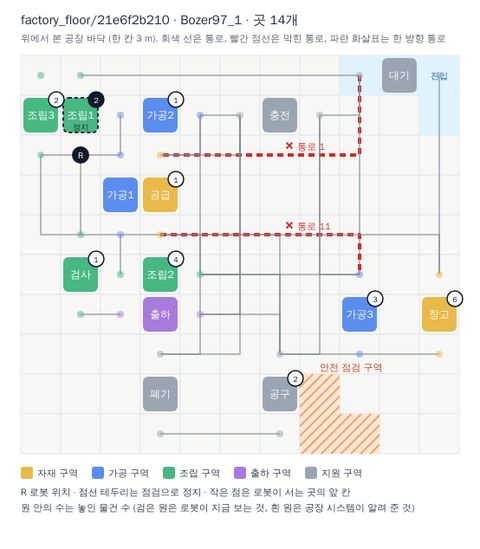 factory_floor/21e6f2b210 · Bozer97_1 · 곳 14개
위에서 본 공장 바닥 (한 칸 3 m). 회색 선은 통로, 빨간 점선은 막힌 통로, 파란 화살표는 한 방향 통로
대기
전립
2
조립3
2
조립1
정지
1
가공2
충전
R
✕ 통로 1
가공1
1
공급
✕ 통로 11
1
검사
4
조립2
출하
3
가공3
6
창고
안전 점검 구역
폐기
2
공구
자재 구역
가공 구역
조립 구역
출하 구역
지원 구역
R 로봇 위치 · 점선 테두리는 점검으로 정지 · 작은 점은 로봇이 서는 곳의 앞 칸
원 안의 수는 놓인 물건 수 (검은 원은 로봇이 지금 보는 것, 흰 원은 공장 시스템이 알려 준 것)